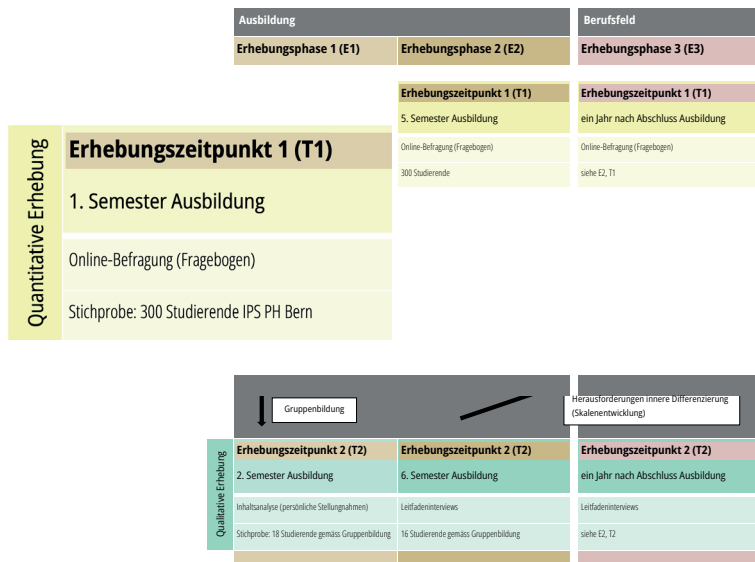 Ausbildung
Berufsfeld
Erhebungsphase 1 (E1)
Erhebungsphase 2 (E2)
Erhebungsphase 3 (E3)
Quantitative Erhebung
Erhebungszeitpunkt 1 (T1)
1. Semester Ausbildung
Online-Befragung (Fragebogen)
Stichprobe: 300 Studierende IPS PH Bern
Erhebungszeitpunkt 1 (T1)
5. Semester Ausbildung
Online-Befragung (Fragebogen)
300 Studierende
Erhebungszeitpunkt 1 (T1)
ein Jahr nach Abschluss Ausbildung
Online-Befragung (Fragebogen)
siehe E2, T1
Gruppenbildung
Herausforderungen innere Differenzierung
(Skalenentwicklung)
Qualitative Erhebung
Erhebungszeitpunkt 2 (T2)
2. Semester Ausbildung
Inhaltsanalyse (persönliche Stellungnahmen)
Stichprobe: 18 Studierende gemäss Gruppenbildung
Erhebungszeitpunkt 2 (T2)
6. Semester Ausbildung
Leitfadeninterviews
16 Studierende gemäss Gruppenbildung
Erhebungszeitpunkt 2 (T2)
ein Jahr nach Abschluss Ausbildung
Leitfadeninterviews
siehe E2, T2